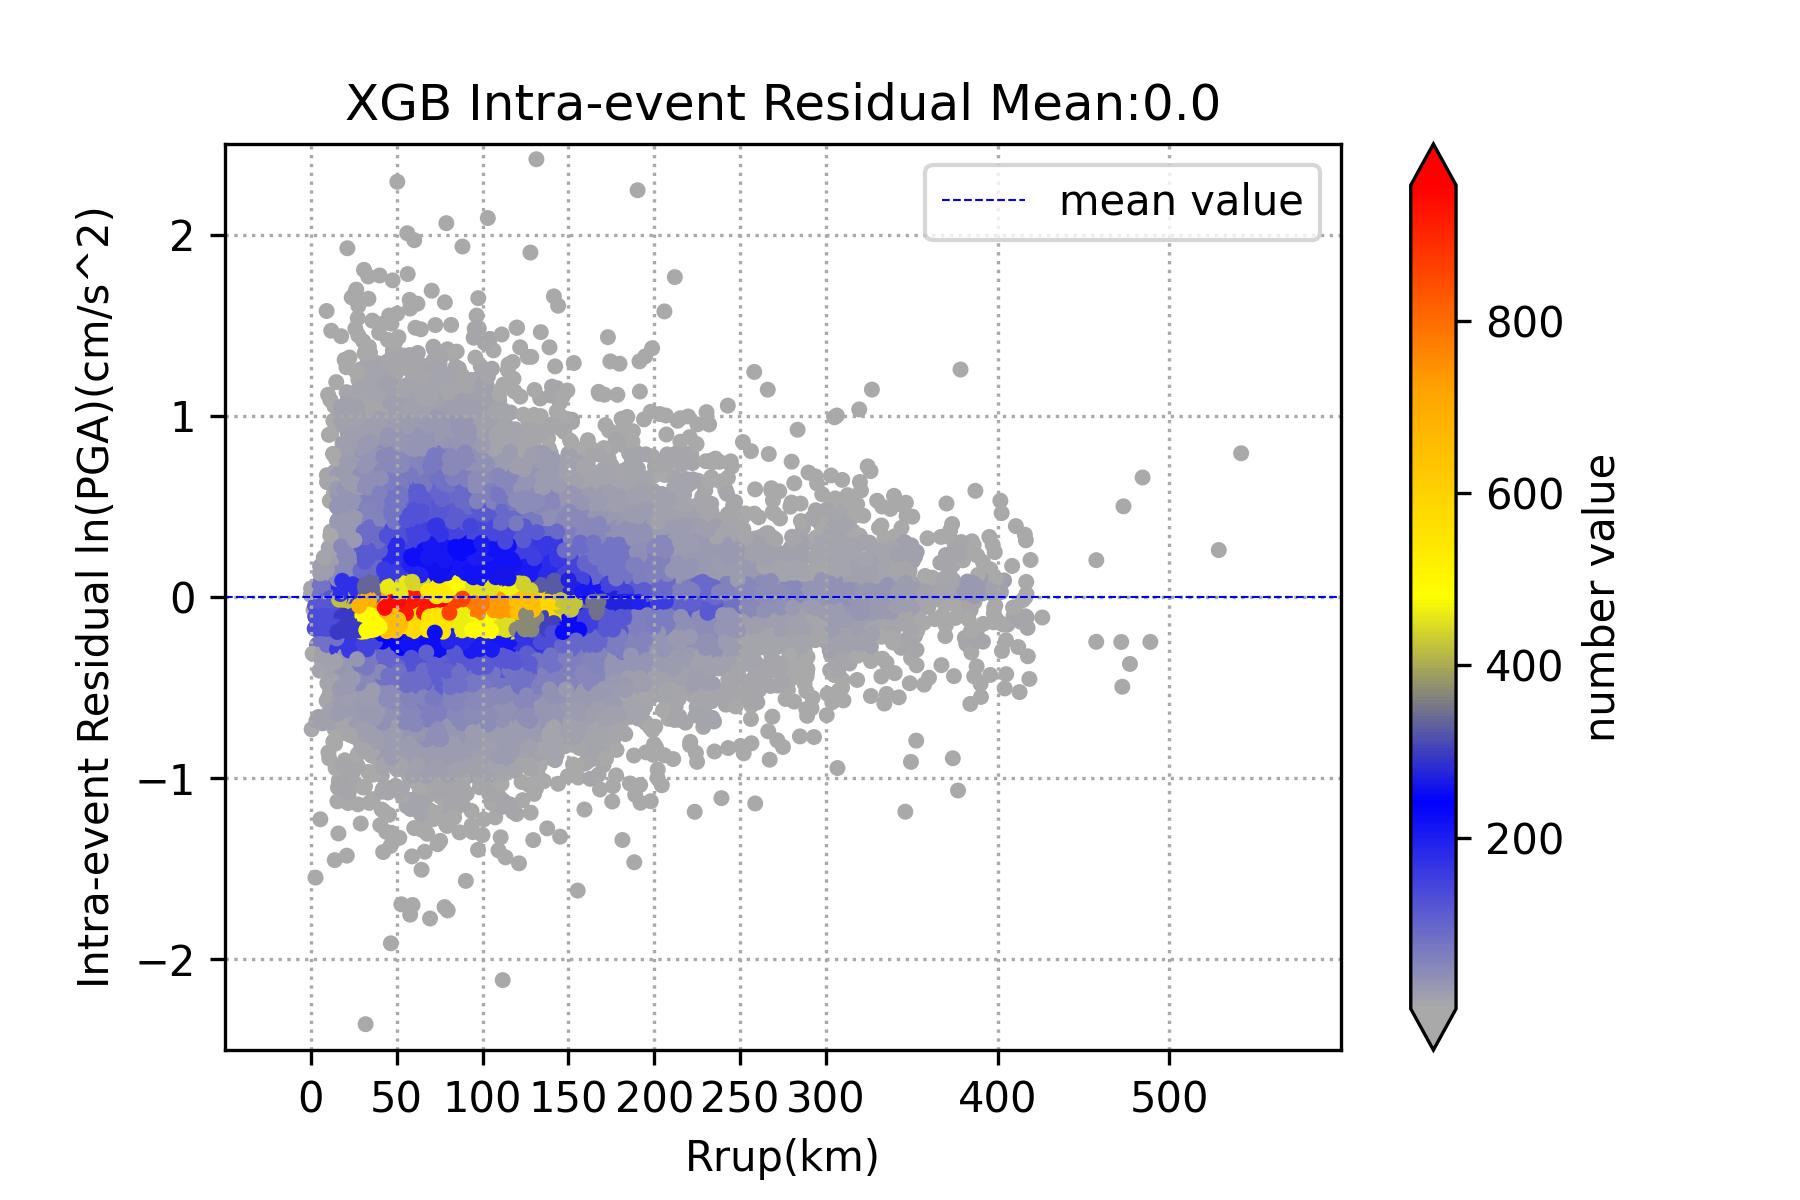 XGB Intra-event Residual Mean:0.0
mean value
Intra-event Residual ln(PGA)(cm/s^2)
2
1
0
−1
−2
0 50 100 150 200 250 300 400 500
Rrup(km)
800
600
400
200
number value